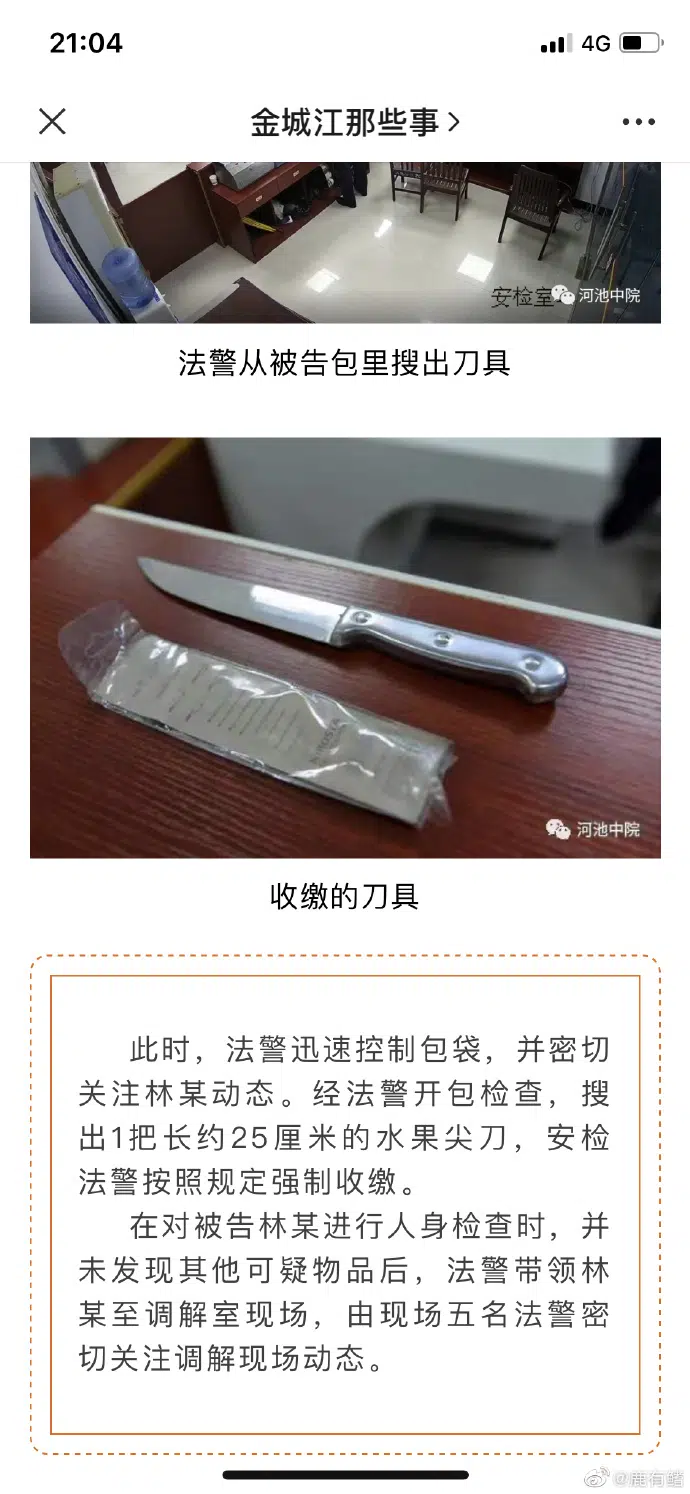 21:04
4G
金城江那些事
安检室
河池中院
法警从被告包里搜出刀具
河池中院
收缴的刀具
此时，法警迅速控制包袋，并密切
关注林某动态。经法警开包检查，搜
出1把长约25厘米的水果尖刀，安检
法警按照规定强制收缴。
在对被告林某进行人身检查时，并
未发现其他可疑物品后，法警带领林
某至调解室现场，由现场五名法警密
切关注调解现场动态。
@鹿有鳍